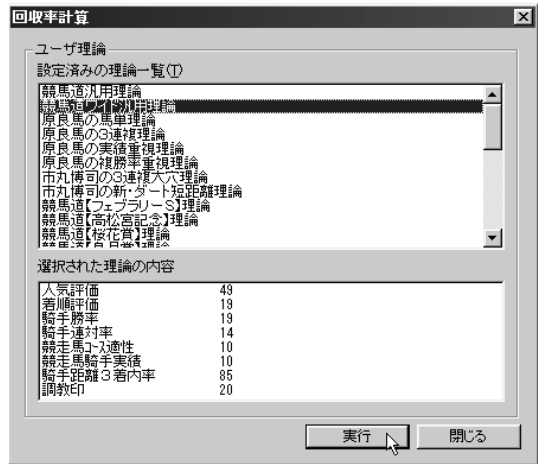 回収率計算
ユーザ理論
設定済みの理論一覧(T)
競馬道汎用理論
競馬道ワイド汎用理論
原良馬の馬単理論
原良馬の3連複理論
原良馬の実績重視理論
原良馬の複勝率重視理論
市丸博司の3連複大穴理論
市丸博司の新・ダート短距離理論
競馬道【フェブラリーS】理論
競馬道【高松宮記念】理論
競馬道【桜花賞】理論
競馬道【皐月賞】理論
選択された理論の内容
人気評価 49
着順評価 19
騎手勝率 19
騎手連対率 14
競走馬コース適性 10
競走馬騎手実績 10
騎手距離3着内率 85
調教印 20
実行 閉じる